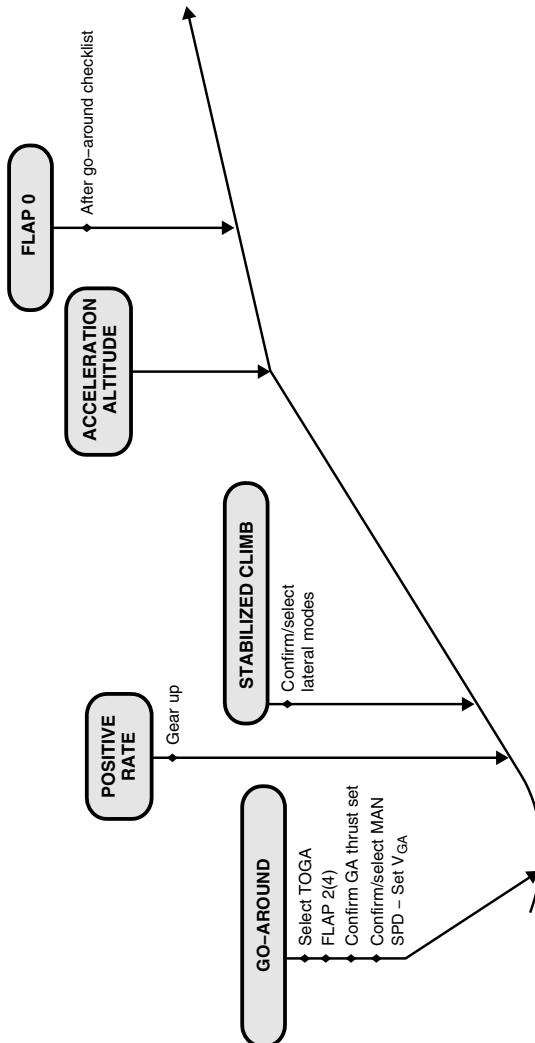 GO–AROUND
Select TOGA
FLAP 2(4)
Confirm GA thrust set
Confirm/select MAN
SPD – Set VGA
POSITIVE
RATE
Gear up
STABILIZED CLIMB
Confirm/select
lateral modes
ACCELERATION
ALTITUDE
FLAP 0
After go–around checklist